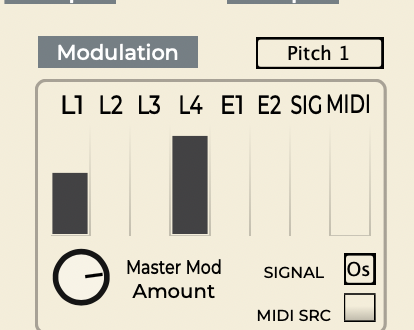 Modulation
Pitch 1
L1 L2 L3 L4 E1 E2 SIG MIDI
Master Mod
Amount
SIGNAL
Os
MIDI SRC